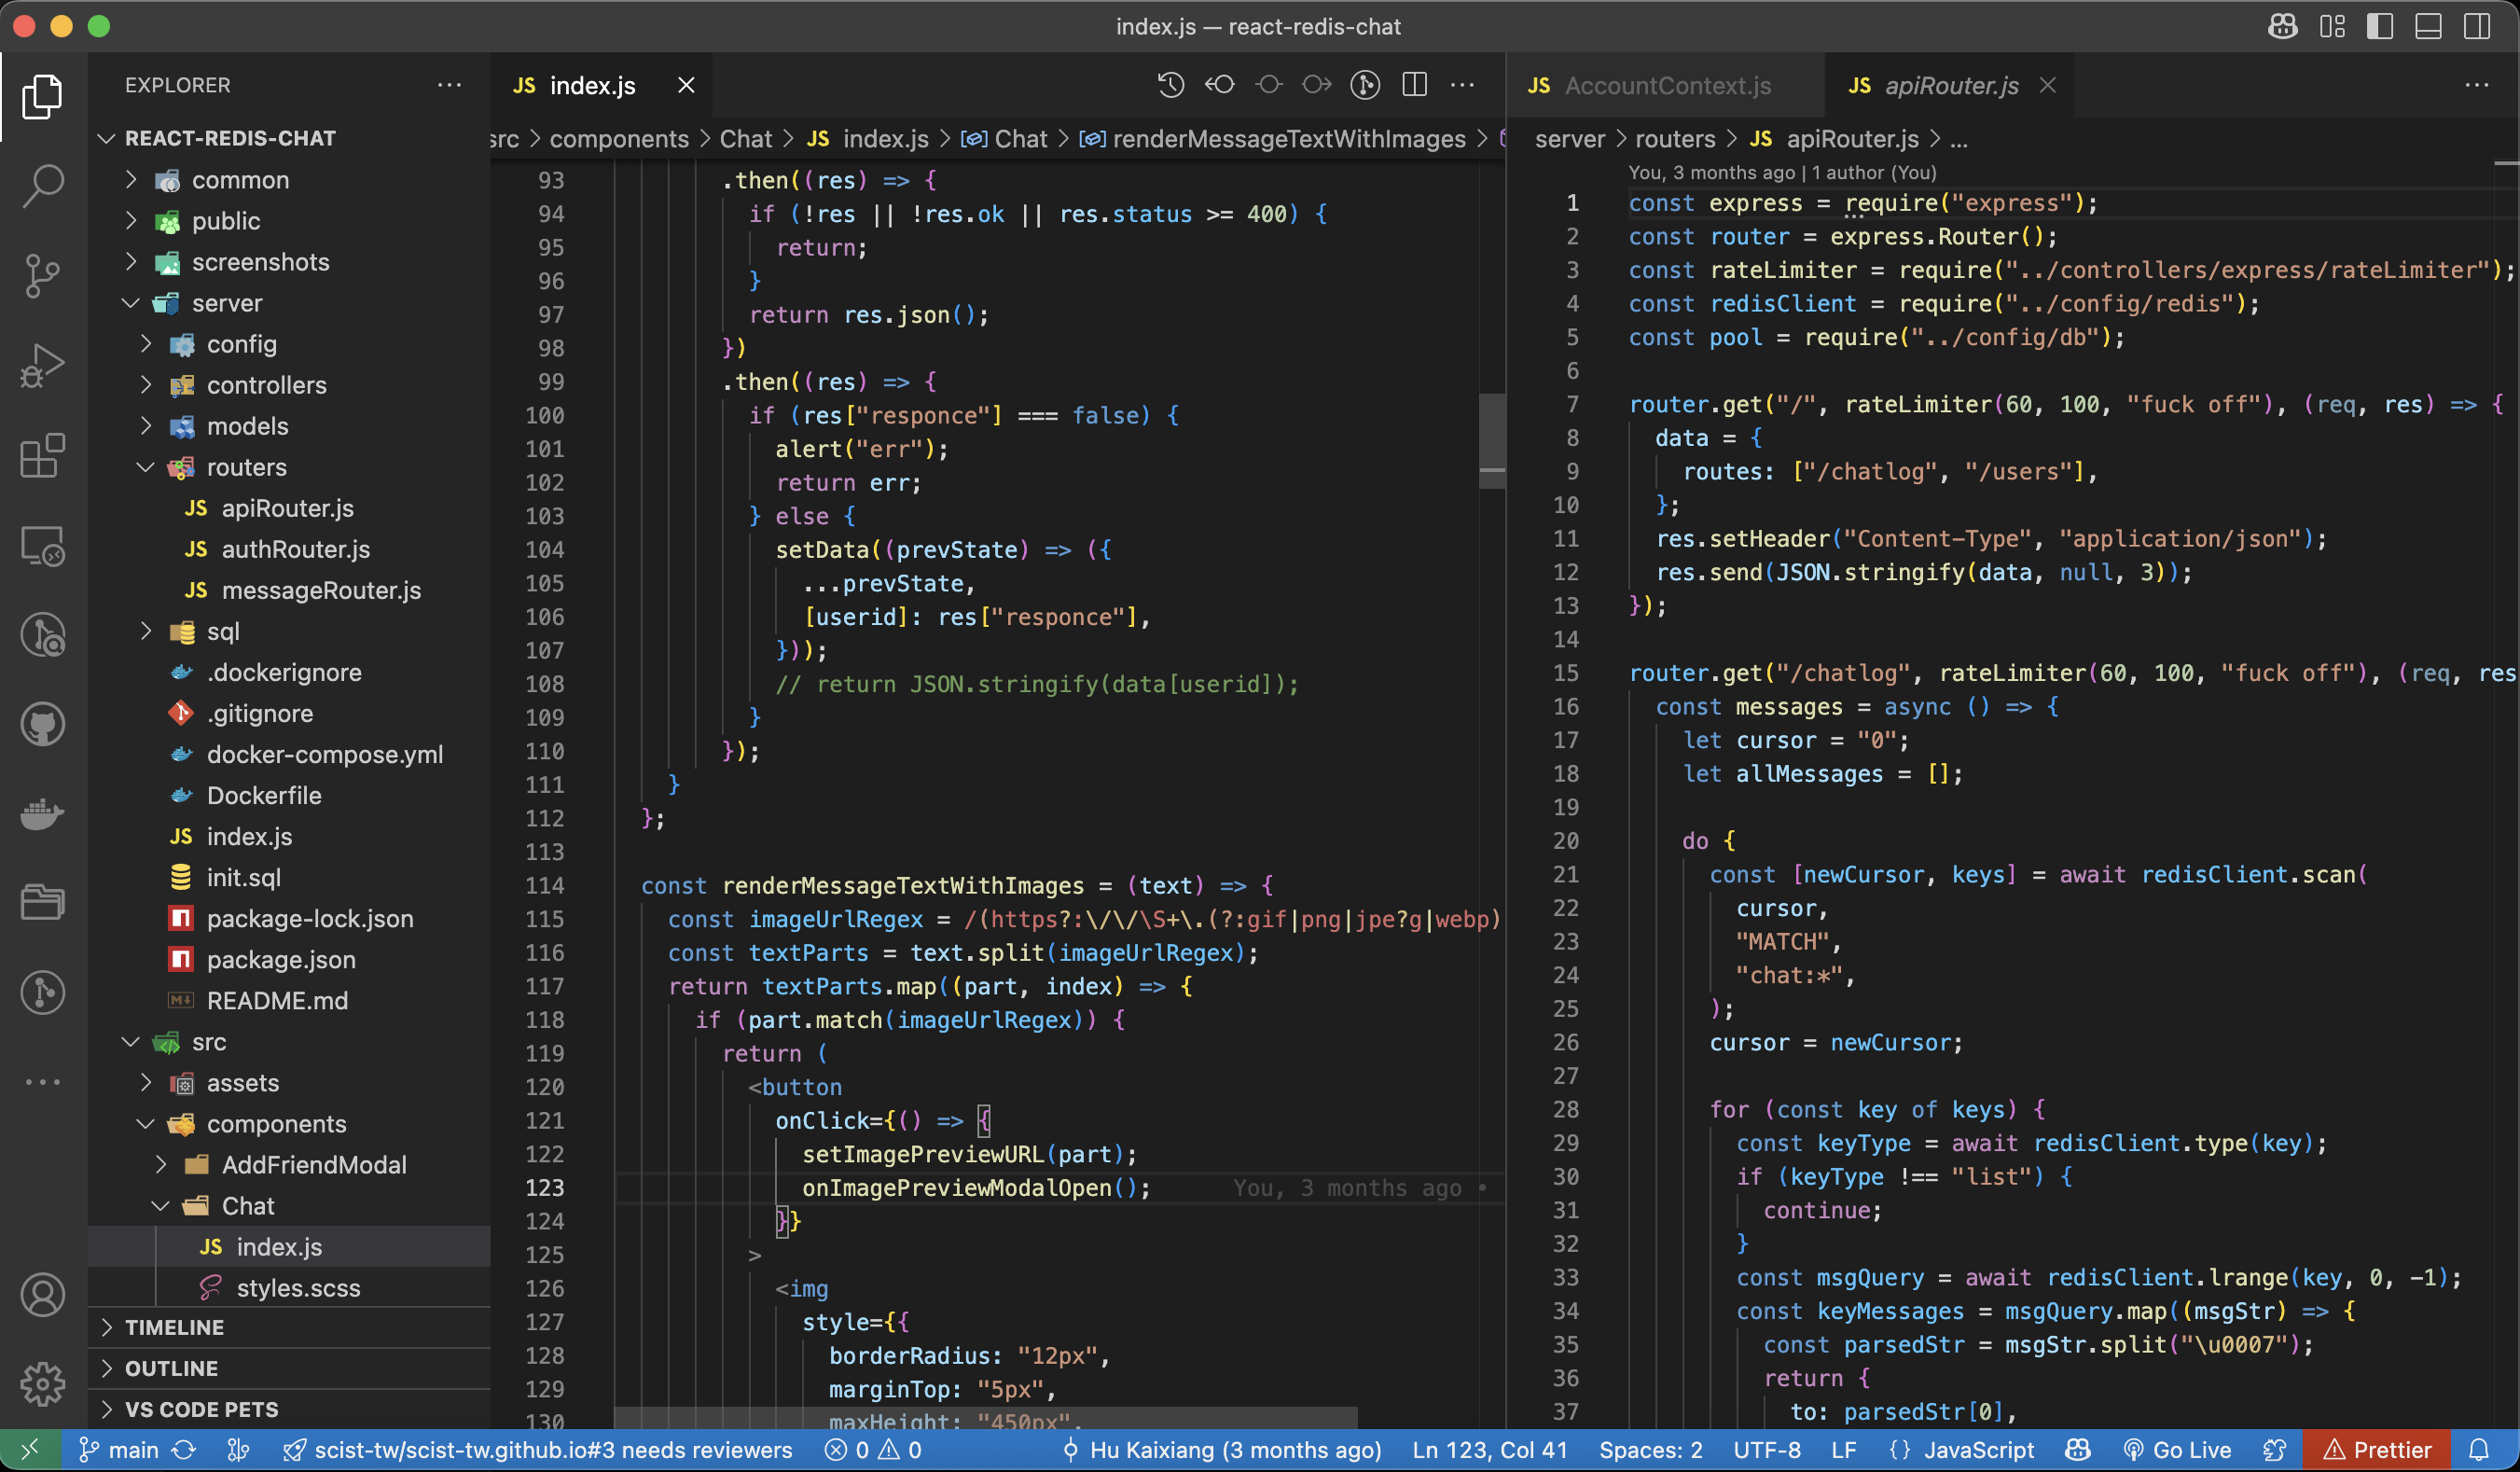 index.js — react-redis-chat
EXPLORER
REACT-REDIS-CHAT
common
public
screenshots
server
config
controllers
models
routers
JS apiRouter.js
JS authRouter.js
JS messageRouter.js
sql
.dockerignore
.gitignore
docker-compose.yml
Dockerfile
JS index.js
init.sql
package-lock.json
package.json
README.md
src
assets
components
AddFriendModal
Chat
JS index.js
styles.scss
TIMELINE
OUTLINE
VS CODE PETS
JS index.js
src > components > Chat > JS index.js > Chat > renderMessageTextWithImages >
93 .then((res) => {
94 if (!res || !res.ok || res.status >= 400) {
95 return;
96 }
97 return res.json();
98 })
99 .then((res) => {
100 if (res["responce"] === false) {
101 alert("err");
102 return err;
103 } else {
104 setData((prevState) => ({
105 ...prevState,
106 [userid]: res["responce"],
107 }));
108 // return JSON.stringify(data[userid]);
109 }
110 });
111 }
112 };
113
114 const renderMessageTextWithImages = (text) => {
115 const imageUrlRegex = /(https?:\/\/\S+\.(?:gif|png|jpe?g|webp)
116 const textParts = text.split(imageUrlRegex);
117 return textParts.map((part, index) => {
118 if (part.match(imageUrlRegex)) {
119 return (
120 <button
121 onClick={() => {
122 setImagePreviewURL(part);
123 onImagePreviewModalOpen(); You, 3 months ago •
124 }}
125 >
126 <img
127 style={{
128 borderRadius: "12px",
129 marginTop: "5px",
130 maxHeight: "450px",
JS AccountContext.js
JS apiRouter.js
server > routers > JS apiRouter.js > ...
You, 3 months ago | 1 author (You)
1 const express = require("express");
2 const router = express.Router();
3 const rateLimiter = require("../controllers/express/rateLimiter");
4 const redisClient = require("../config/redis");
5 const pool = require("../config/db");
6
7 router.get("/", rateLimiter(60, 100, "fuck off"), (req, res) => {
8 data = {
9 routes: ["/chatlog", "/users"],
10 };
11 res.setHeader("Content-Type", "application/json");
12 res.send(JSON.stringify(data, null, 3));
13 });
14
15 router.get("/chatlog", rateLimiter(60, 100, "fuck off"), (req, res
16 const messages = async () => {
17 let cursor = "0";
18 let allMessages = [];
19
20 do {
21 const [newCursor, keys] = await redisClient.scan(
22 cursor,
23 "MATCH",
24 "chat:*",
25 );
26 cursor = newCursor;
27
28 for (const key of keys) {
29 const keyType = await redisClient.type(key);
30 if (keyType !== "list") {
31 continue;
32 }
33 const msgQuery = await redisClient.lrange(key, 0, -1);
34 const keyMessages = msgQuery.map((msgStr) => {
35 const parsedStr = msgStr.split("\u0007");
36 return {
37 to: parsedStr[0],
main scist-tw/scist-tw.github.io#3 needs reviewers 0 0 Hu Kaixiang (3 months ago) Ln 123, Col 41 Spaces: 2 UTF-8 LF {} JavaScript Go Live Prettier